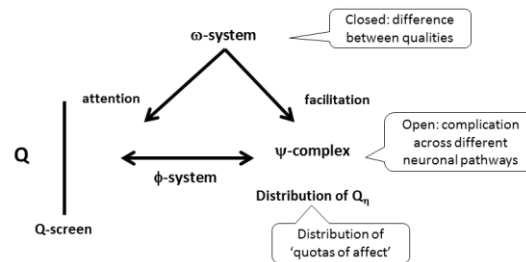 ω-system
Closed: difference
between qualities
attention
facilitation
Q
ψ-complex
Open: complication
across different
neuronal pathways
ϕ-system
Distribution of Qη
Q-screen
Distribution of
‘quotas of affect’